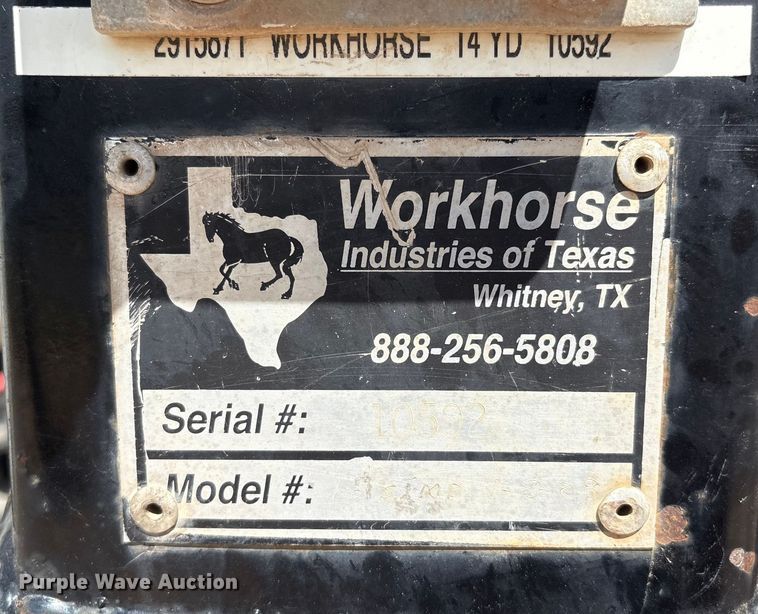 2915871 WORKHORSE 14 YD 10592
Workhorse
Industries of Texas
Whitney, TX
888-256-5808
Serial #: 10592
Model #:
Purple Wave Auction